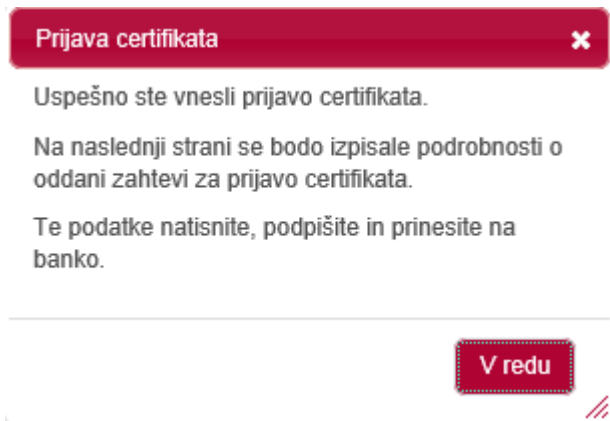 Prijava certifikata
Uspešno ste vnesli prijavo certifikata.
Na naslednji strani se bodo izpisale podrobnosti o
oddani zahtevi za prijavo certifikata.
Te podatke natisnite, podpišite in prinesite na
banko.
V redu